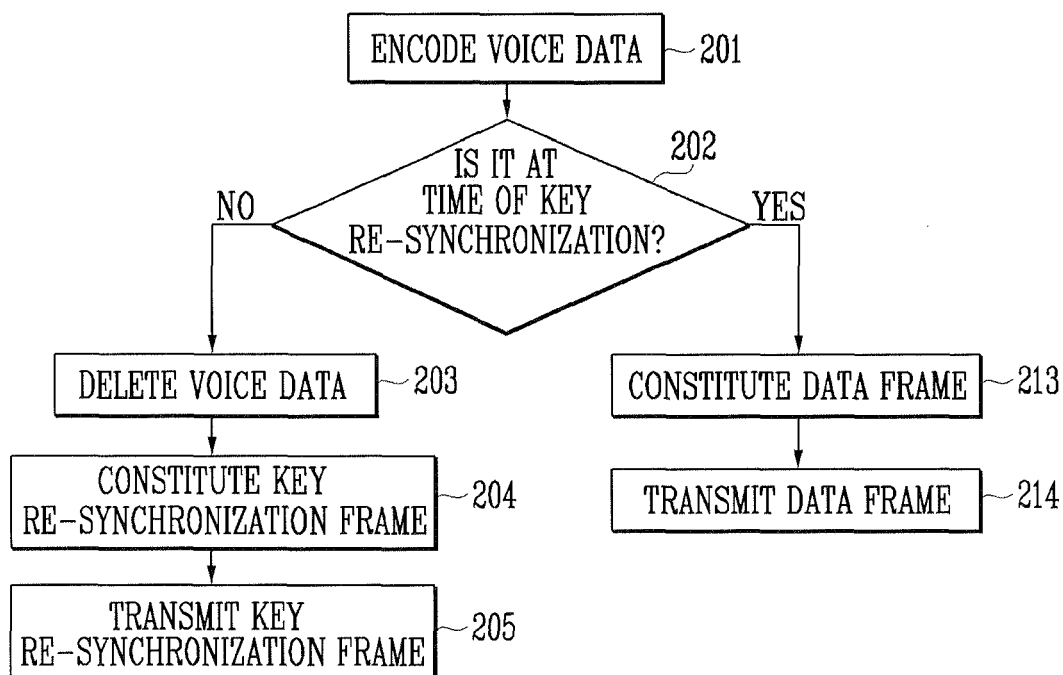 ENCODE VOICE DATA
201
IS IT AT
TIME OF KEY
RE-SYNCHRONIZATION?
202
NO
YES
DELETE VOICE DATA
203
CONSTITUTE DATA FRAME
213
CONSTITUTE KEY
RE-SYNCHRONIZATION FRAME
204
TRANSMIT DATA FRAME
214
TRANSMIT KEY
RE-SYNCHRONIZATION FRAME
205